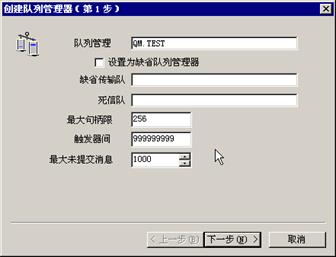 创建队列管理器（第 1 步）
队列管理 QM.TEST
设置为缺省队列管理器
缺省传输队
死信队
最大句柄限 256
触发器间 999999999
最大未提交消息 1000
< 上一步(B) 下一步(N) > 取消